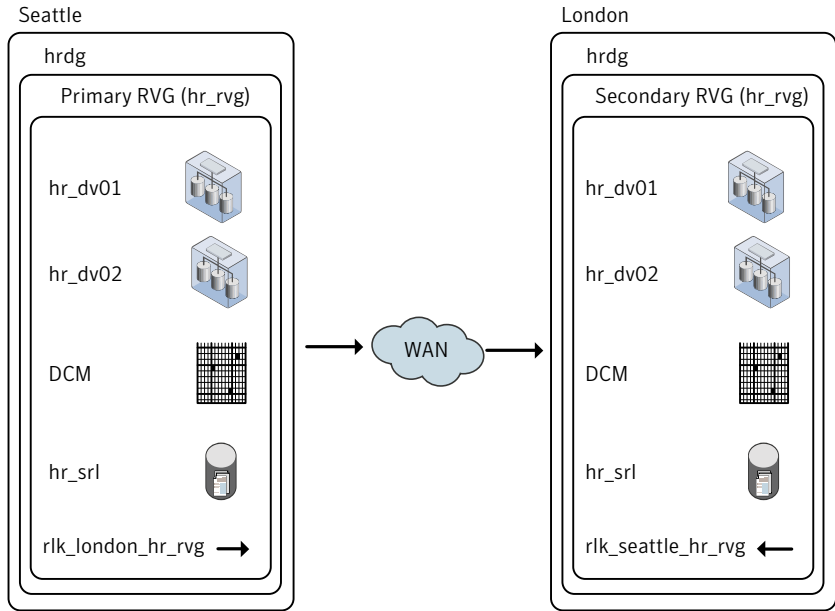 Seattle
hrdg
Primary RVG (hr_rvg)
hr_dv01
hr_dv02
DCM
hr_srl
rlk_london_hr_rvg
WAN
London
hrdg
Secondary RVG (hr_rvg)
hr_dv01
hr_dv02
DCM
hr_srl
rlk_seattle_hr_rvg